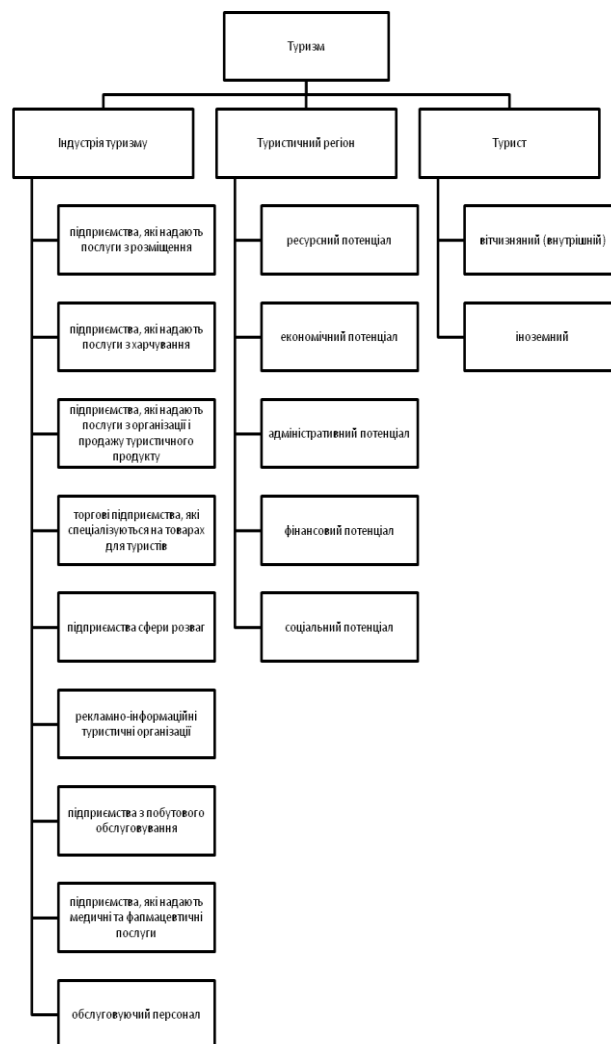 Туризм
Індустрія туризму
Туристичний регіон
Турист
підприємства, які надають
послуги з розміщення
підприємства, які надають
послуги з харчування
підприємства, які надають
послуги з організації і
продажу туристичного
продукту
торгові підприємства, які
спеціалізуються на товарах
для туристів
підприємства сфери розваг
рекламно-інформаційні
туристичні організації
підприємства з побутового
обслуговування
підприємства, які надають
медичні та фапмацевтичні
послуги
обслуговуючий персонал
ресурсний потенціал
економічний потенціал
адміністративний потенціал
фінансовий потенціал
соціальний потенціал
вітчизняний (внутрішній)
іноземний